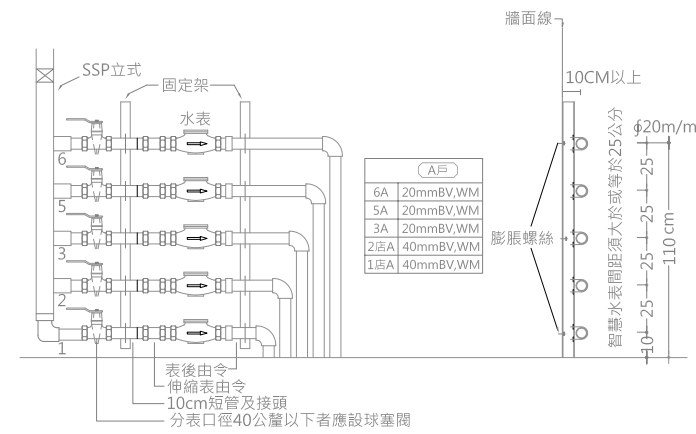 牆面線
SSP立式
固定架
水表
10CM以上
∮20m/m
6
5
3
2
1
A戶
6A 20mmBV,WM
5A 20mmBV,WM
3A 20mmBV,WM
2店A 40mmBV,WM
1店A 40mmBV,WM
膨脹螺絲
智慧水表間距須大於或等於25公分
25
25
25
25
10
110 cm
表後由令
伸縮表由令
10cm短管及接頭
分表口徑40公釐以下者應設球塞閥